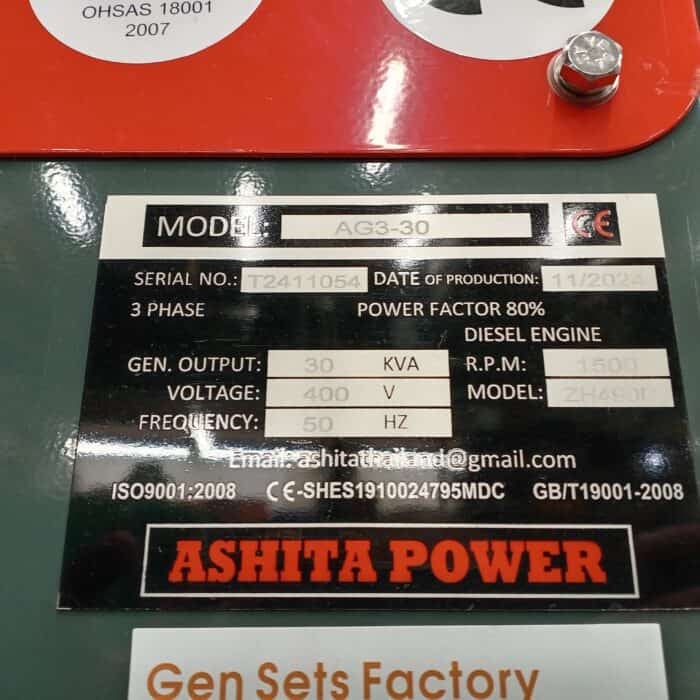 OHSAS 18001
2007
MODEL: AG3-30 CE
SERIAL NO.: T2411054 DATE OF PRODUCTION: 11/2024
3 PHASE POWER FACTOR 80%
DIESEL ENGINE
GEN. OUTPUT: 30 KVA R.P.M: 1500
VOLTAGE: 400 V MODEL: ZH490D
FREQUENCY: 50 HZ
Email: ashitathailand@gmail.com
ISO9001:2008 CE-SHES1910024795MDC GB/T19001-2008
ASHITA POWER
Gen Sets Factory